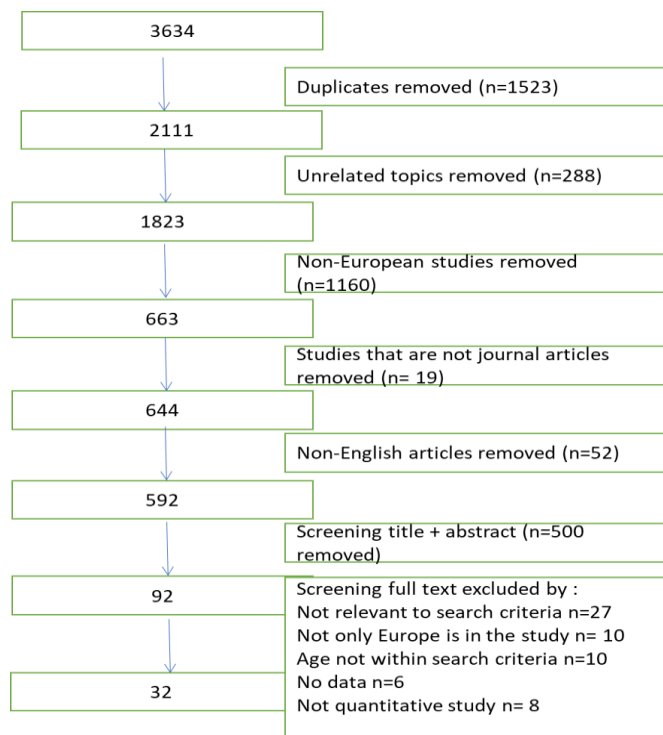 3634
Duplicates removed (n=1523)
2111
Unrelated topics removed (n=288)
1823
Non-European studies removed
(n=1160)
663
Studies that are not journal articles
removed (n= 19)
644
Non-English articles removed (n=52)
592
Screening title + abstract (n=500
removed)
92
Screening full text excluded by :
Not relevant to search criteria n=27
Not only Europe is in the study n= 10
Age not within search criteria n=10
No data n=6
Not quantitative study n= 8
32